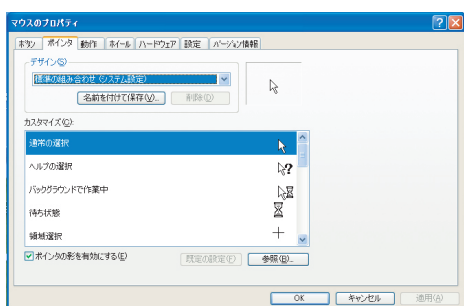 マウスのプロパティ
ボタン ポインタ 動作 ホイール ハードウェア 設定 バージョン情報
デザイン(S)
標準の組み合わせ (システム設定)
名前を付けて保存(V)... 削除(D)
カスタマイズ(C):
通常の選択
ヘルプの選択
バックグラウンドで作業中
待ち状態
領域選択
ポインタの影を有効にする(E) 既定の設定(F) 参照(B)...
OK キャンセル 適用(A)